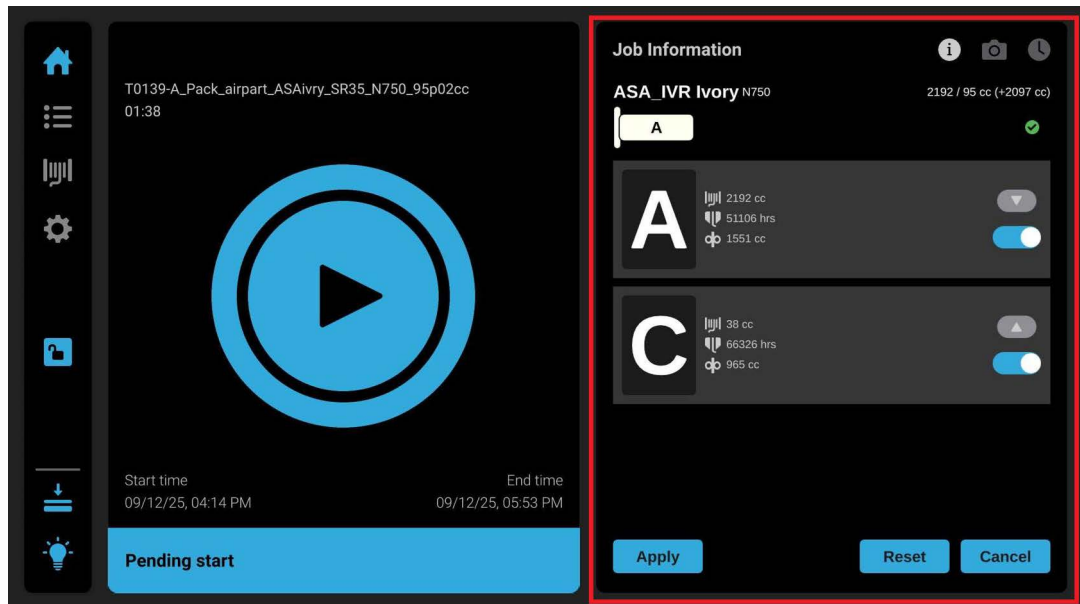 T0139-A_Pack_airpart_ASAivry_SR35_N750_95p02cc
01:38
Start time
09/12/25, 04:14 PM
End time
09/12/25, 05:53 PM
Pending start
Job Information
ASA_IVR Ivory N750
2192 / 95 cc (+2097 cc)
A
A
2192 cc
51106 hrs
1551 cc
C
38 cc
66326 hrs
965 cc
Apply
Reset
Cancel